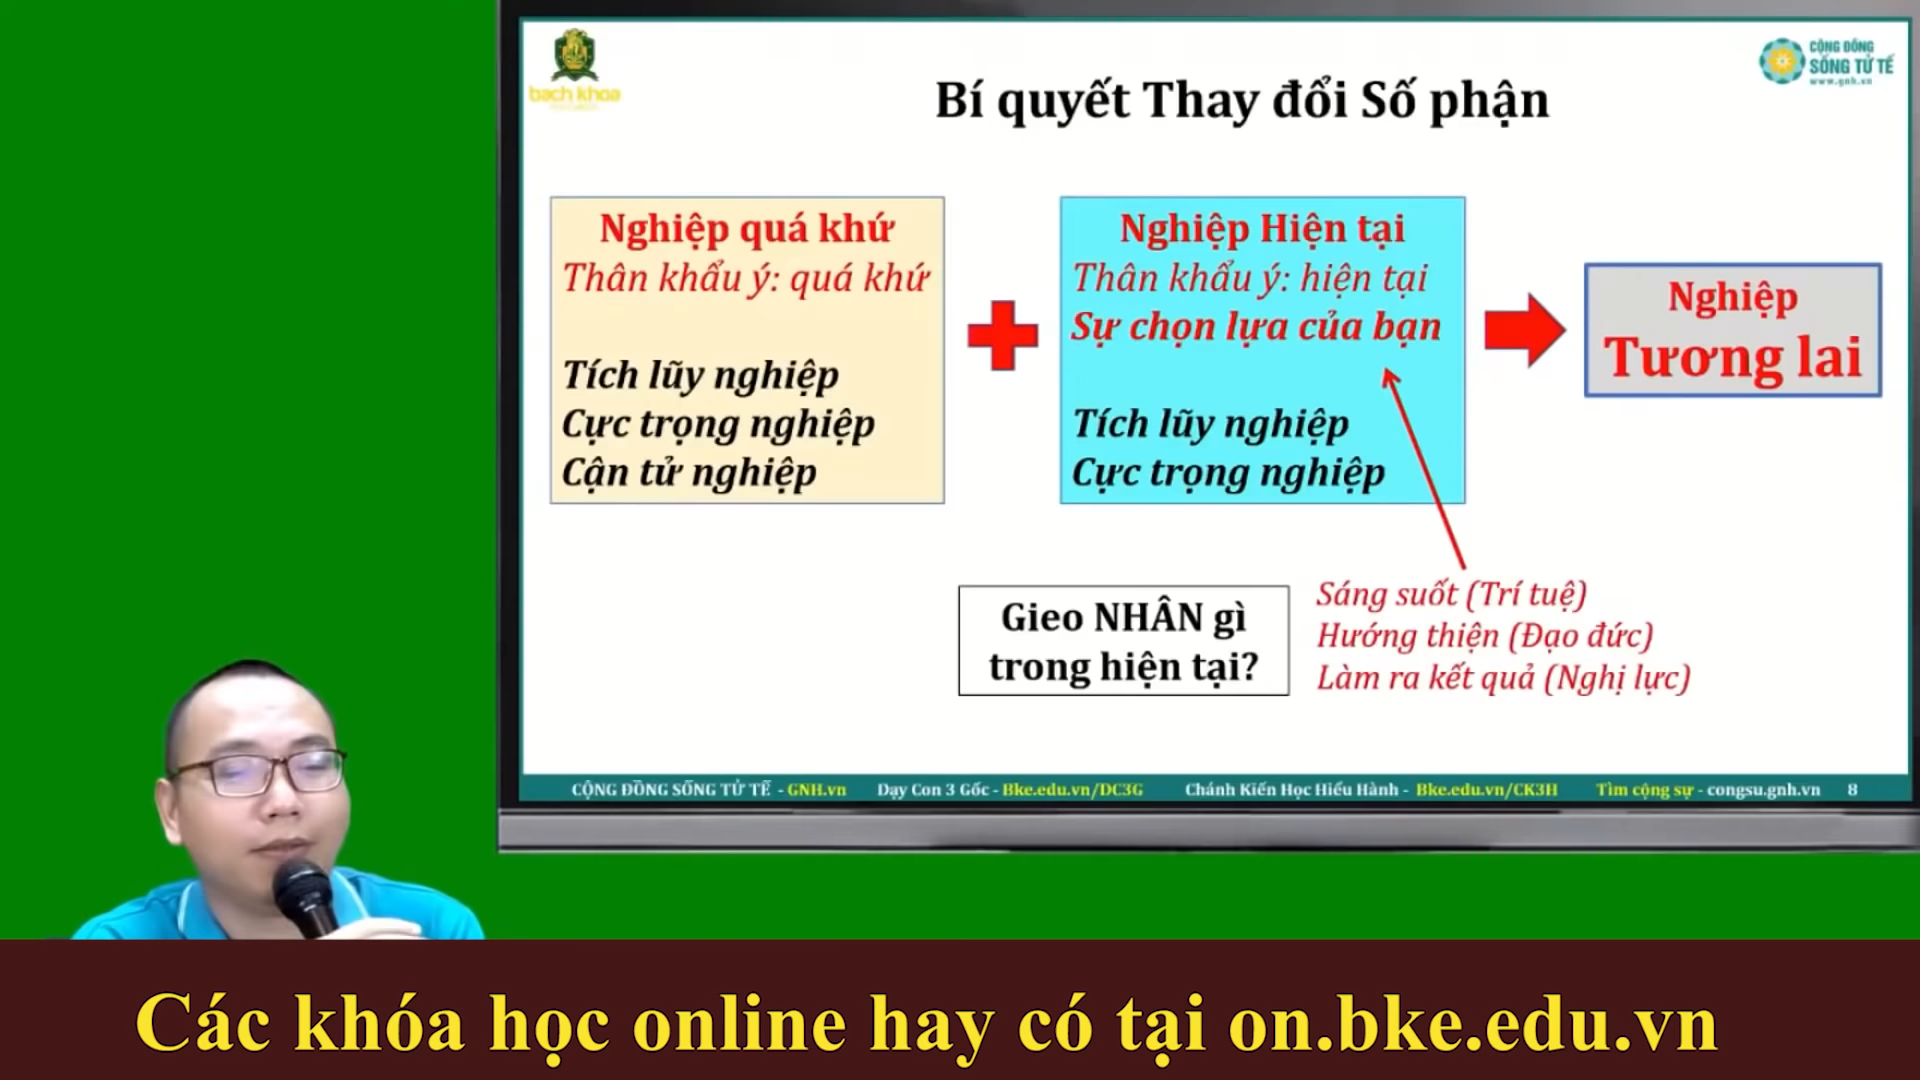 bach khoa
CỘNG ĐỒNG
SỐNG TỬ TẾ
www.gnh.vn
Bí quyết Thay đổi Số phận
Nghiệp quá khứ
Thân khẩu ý: quá khứ
Tích lũy nghiệp
Cực trọng nghiệp
Cận tử nghiệp
Nghiệp Hiện tại
Thân khẩu ý: hiện tại
Sự chọn lựa của bạn
Tích lũy nghiệp
Cực trọng nghiệp
Nghiệp
Tương lai
Gieo NHÂN gì
trong hiện tại?
Sáng suốt (Trí tuệ)
Hướng thiện (Đạo đức)
Làm ra kết quả (Nghị lực)
CỘNG ĐỒNG SỐNG TỬ TẾ - GNH.vn Dạy Con 3 Gốc - Bke.edu.vn/DC3G Chánh Kiến Học Hiểu Hành - Bke.edu.vn/CK3H Tìm cộng sự - congsu.gnh.vn 8
Các khóa học online hay có tại on.bke.edu.vn